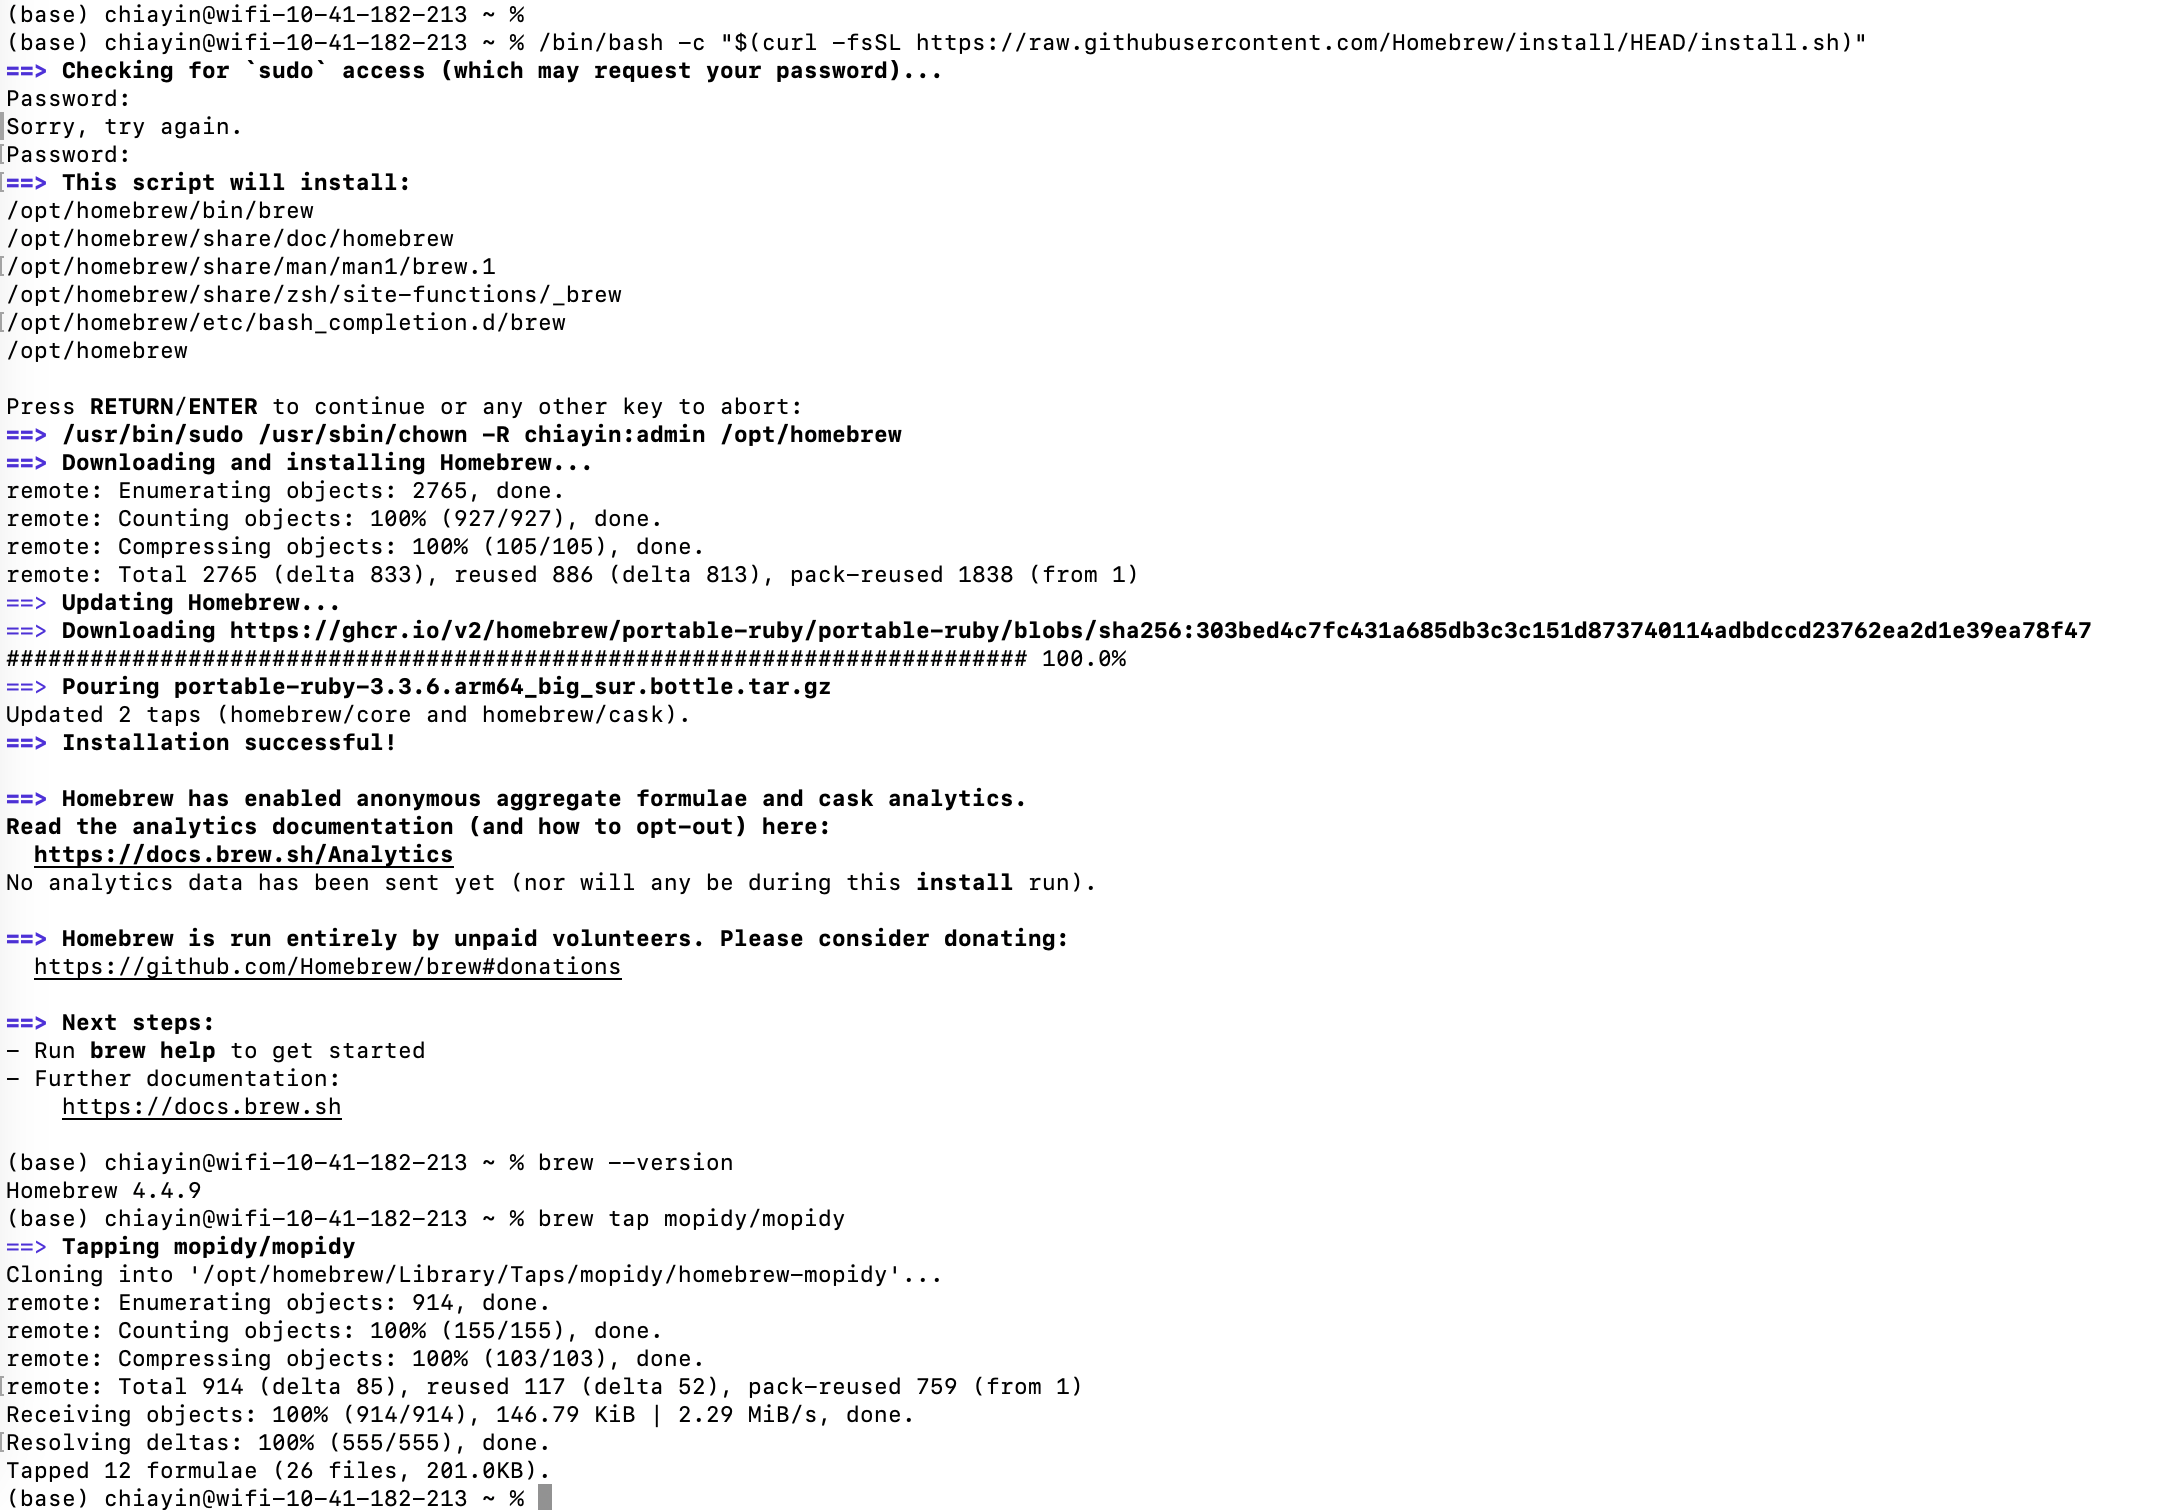 (base) chiayin@wifi-10-41-182-213 ~ %
(base) chiayin@wifi-10-41-182-213 ~ % /bin/bash -c "$(curl -fsSL https://raw.githubusercontent.com/Homebrew/install/HEAD/install.sh)"
==> Checking for `sudo` access (which may request your password)...
Password:
Sorry, try again.
Password:
==> This script will install:
/opt/homebrew/bin/brew
/opt/homebrew/share/doc/homebrew
/opt/homebrew/share/man/man1/brew.1
/opt/homebrew/share/zsh/site-functions/_brew
/opt/homebrew/etc/bash_completion.d/brew
/opt/homebrew

Press RETURN/ENTER to continue or any other key to abort:
==> /usr/bin/sudo /usr/sbin/chown -R chiayin:admin /opt/homebrew
==> Downloading and installing Homebrew...
remote: Enumerating objects: 2765, done.
remote: Counting objects: 100% (927/927), done.
remote: Compressing objects: 100% (105/105), done.
remote: Total 2765 (delta 833), reused 886 (delta 813), pack-reused 1838 (from 1)
==> Updating Homebrew...
==> Downloading https://ghcr.io/v2/homebrew/portable-ruby/portable-ruby/blobs/sha256:303bed4c7fc431a685db3c3c151d873740114adbdccd23762ea2d1e39ea78f47
######################################################################### 100.0%
==> Pouring portable-ruby-3.3.6.arm64_big_sur.bottle.tar.gz
Updated 2 taps (homebrew/core and homebrew/cask).
==> Installation successful!

==> Homebrew has enabled anonymous aggregate formulae and cask analytics.
Read the analytics documentation (and how to opt-out) here:
  https://docs.brew.sh/Analytics
No analytics data has been sent yet (nor will any be during this install run).

==> Homebrew is run entirely by unpaid volunteers. Please consider donating:
  https://github.com/Homebrew/brew#donations

==> Next steps:
- Run brew help to get started
- Further documentation:
    https://docs.brew.sh

(base) chiayin@wifi-10-41-182-213 ~ % brew --version
Homebrew 4.4.9
(base) chiayin@wifi-10-41-182-213 ~ % brew tap mopidy/mopidy
==> Tapping mopidy/mopidy
Cloning into '/opt/homebrew/Library/Taps/mopidy/homebrew-mopidy'...
remote: Enumerating objects: 914, done.
remote: Counting objects: 100% (155/155), done.
remote: Compressing objects: 100% (103/103), done.
remote: Total 914 (delta 85), reused 117 (delta 52), pack-reused 759 (from 1)
Receiving objects: 100% (914/914), 146.79 KiB | 2.29 MiB/s, done.
Resolving deltas: 100% (555/555), done.
Tapped 12 formulae (26 files, 201.0KB).
(base) chiayin@wifi-10-41-182-213 ~ %